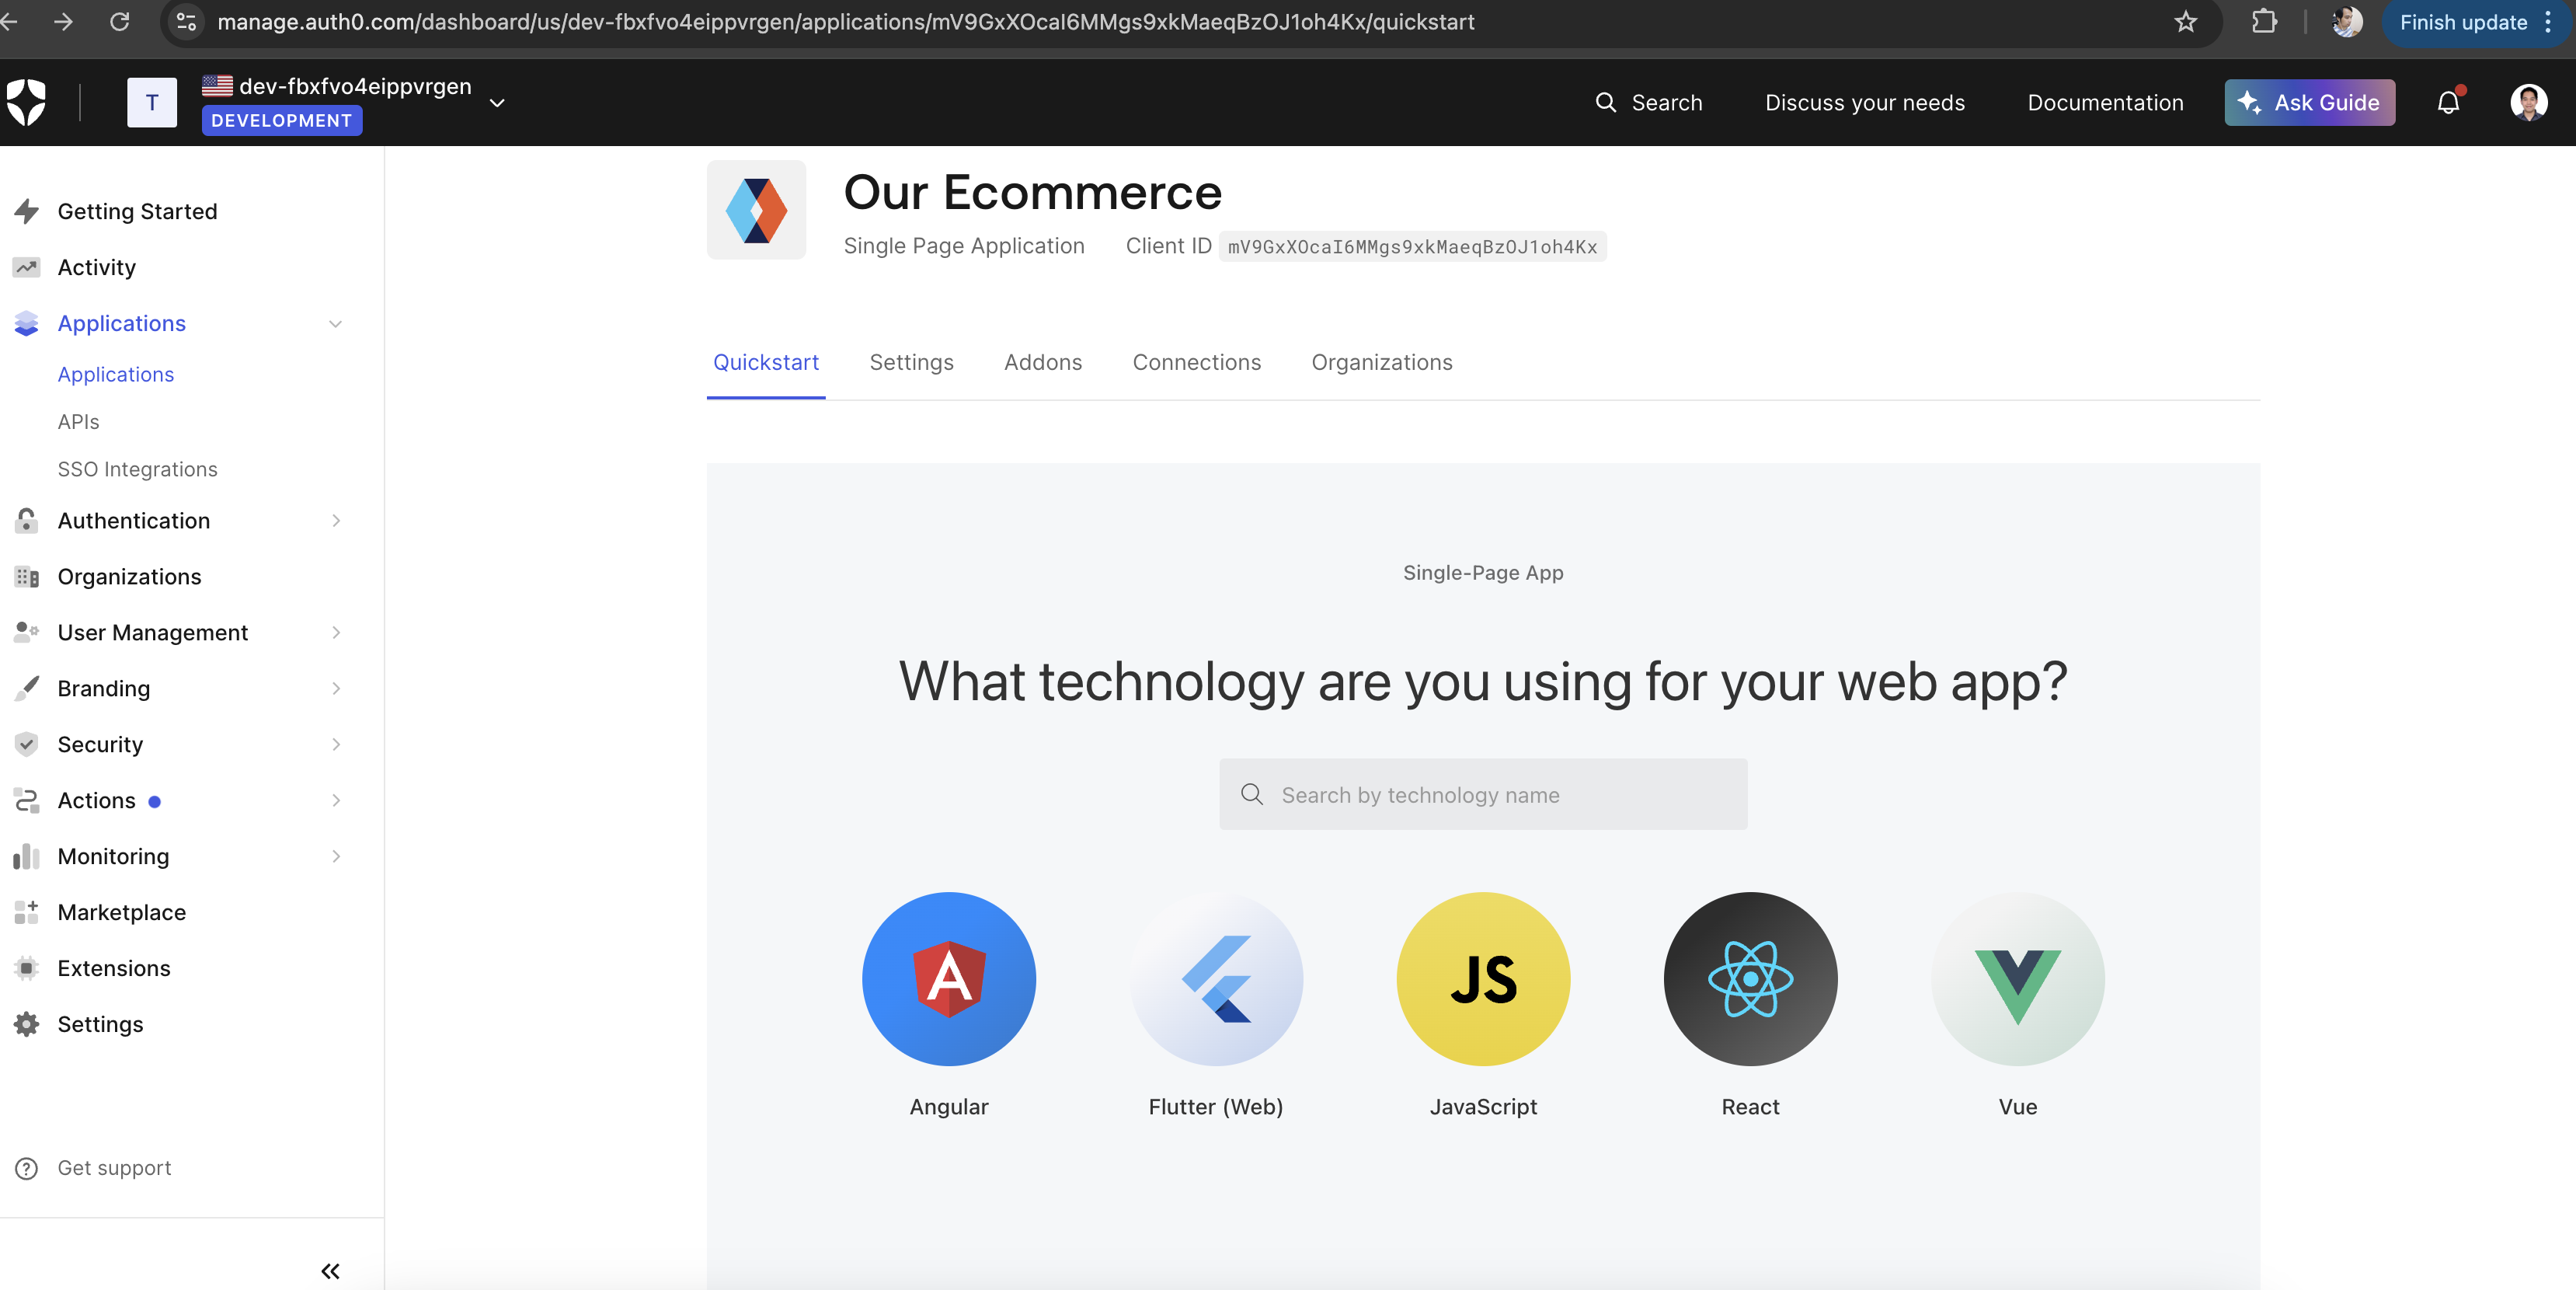 manage.auth0.com/dashboard/us/dev-fbxfvo4eippvrgen/applications/mV9GxXOcaI6MMgs9xkMaeqBzOJ1oh4Kx/quickstart
Finish update
T
dev-fbxfvo4eippvrgen
DEVELOPMENT
Search
Discuss your needs
Documentation
Ask Guide
Getting Started
Activity
Applications
Applications
APIs
SSO Integrations
Authentication
Organizations
User Management
Branding
Security
Actions
Monitoring
Marketplace
Extensions
Settings
Get support
Our Ecommerce
Single Page Application
Client ID mV9GxXOcaI6MMgs9xkMaeqBzOJ1oh4Kx
Quickstart
Settings
Addons
Connections
Organizations
Single-Page App
What technology are you using for your web app?
Search by technology name
JS
Angular
Flutter (Web)
JavaScript
React
Vue